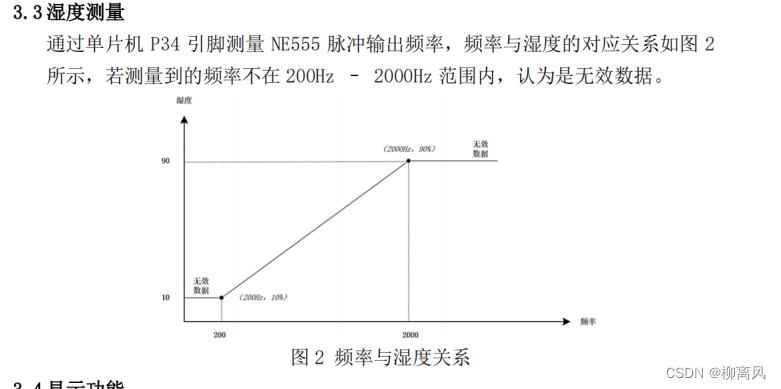 3.3 湿度测量
通过单片机 P34 引脚测量 NE555 脉冲输出频率，频率与湿度的对应关系如图 2
所示，若测量到的频率不在 200Hz – 2000Hz 范围内，认为是无效数据。
湿度
(2000Hz, 90%)
无效
数据
90
无效
数据
10
(200Hz, 10%)
频率
200
2000
图 2 频率与湿度关系
3.4 显示功能
CSDN @柳离风